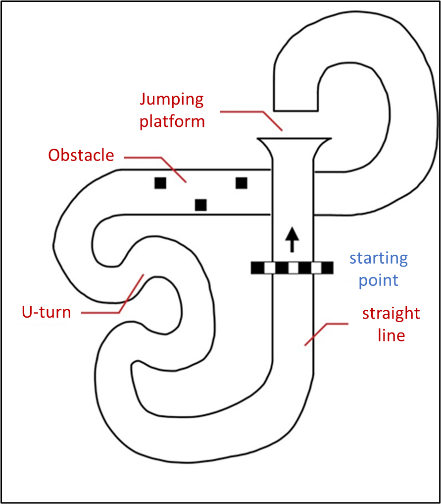 Jumping
platform
Obstacle
starting
point
U-turn
straight
line